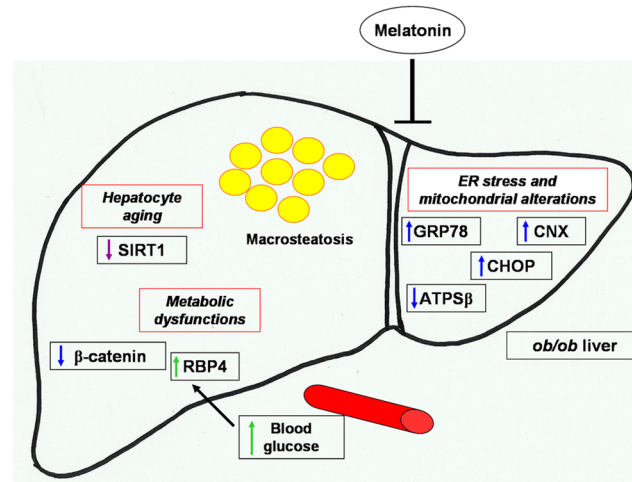 Melatonin
Hepatocyte
aging
↓ SIRT1
Macrosteatosis
ER stress and
mitochondrial alterations
↑GRP78
↑ CNX
↑CHOP
↓ATPSβ
Metabolic
dysfunctions
↓ β-catenin
↑ RBP4
↑ Blood
glucose
ob/ob liver